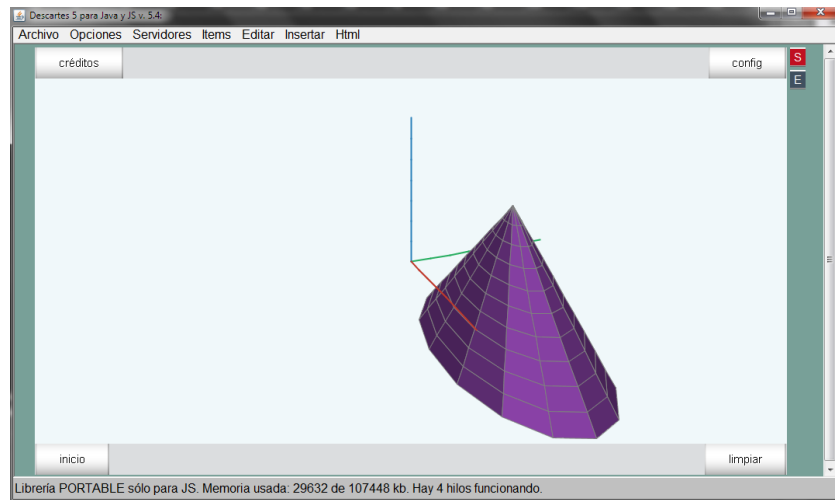 Descartes 5 para Java y JS v. 5.4:
Archivo Opciones Servidores Items Editar Insertar Html
créditos
config
S
E
inicio
limpiar
Librería PORTABLE sólo para JS. Memoria usada: 29632 de 107448 kb. Hay 4 hilos funcionando.